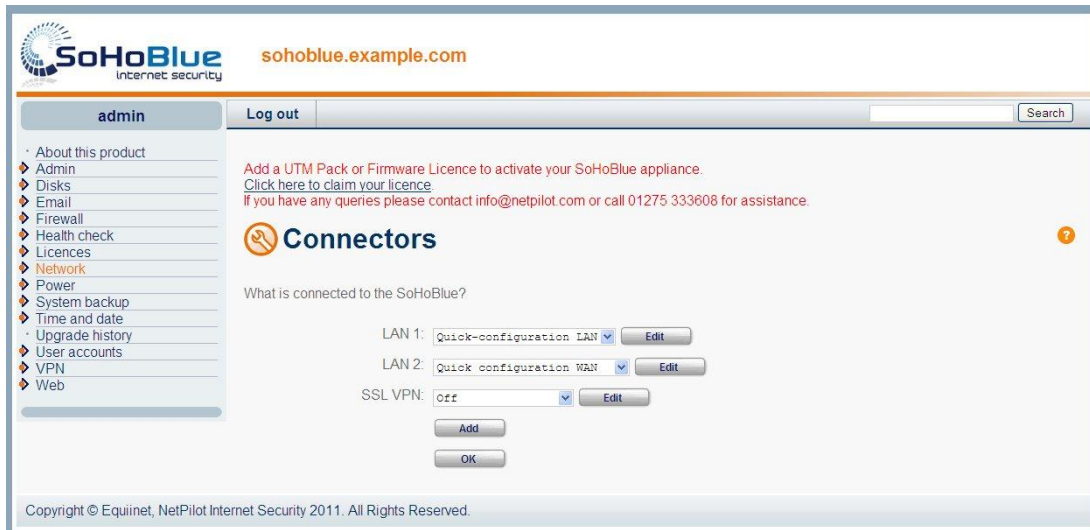 SoHoBlue
internet security
sohoblue.example.com
admin
Log out
Search
About this product
Admin
Disks
Email
Firewall
Health check
Licences
Network
Power
System backup
Time and date
Upgrade history
User accounts
VPN
Web
Add a UTM Pack or Firmware Licence to activate your SoHoBlue appliance.
Click here to claim your licence.
If you have any queries please contact info@netpilot.com or call 01275 333608 for assistance.
Connectors
?
What is connected to the SoHoBlue?
LAN 1: Quick-configuration LAN Edit
LAN 2: Quick configuration WAN Edit
SSL VPN: Off Edit
Add
OK
Copyright © Equiinet, NetPilot Internet Security 2011. All Rights Reserved.